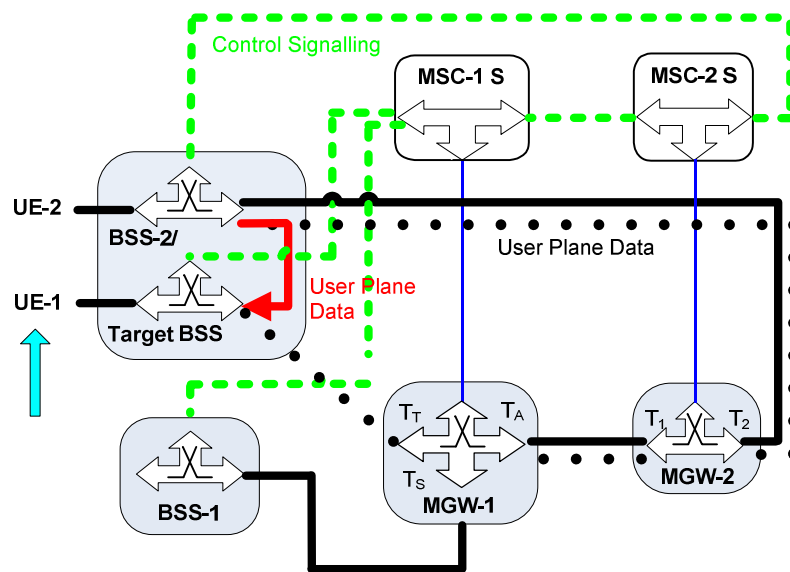 Control Signalling
MSC-1 S
MSC-2 S
UE-2
BSS-2/
User Plane Data
User Plane
Data
UE-1
Target BSS
TT
TA
T1
T2
TS
MGW-1
MGW-2
BSS-1